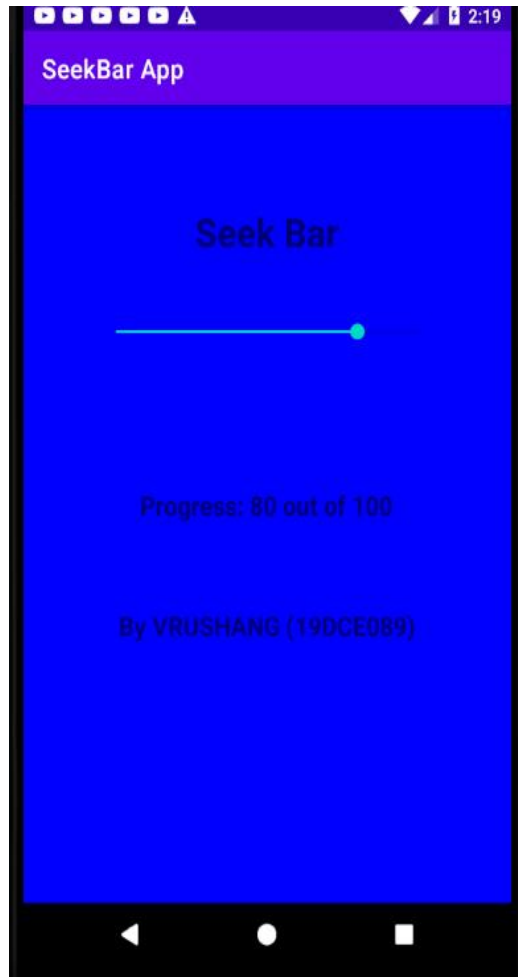 2:19
SeekBar App
Seek Bar
Progress: 80 out of 100
By VRUSHANG (19DCE089)